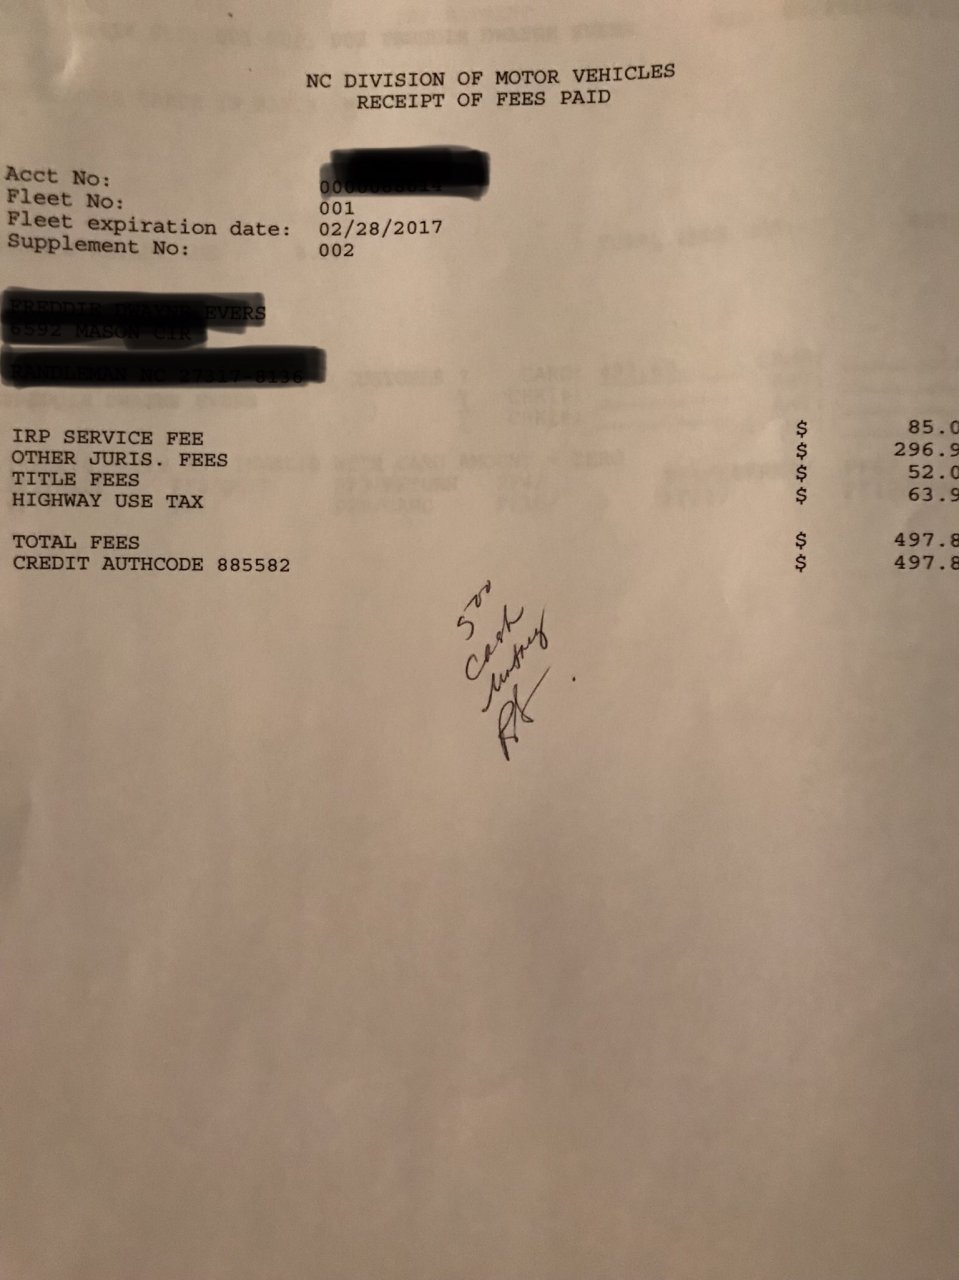 NC DIVISION OF MOTOR VEHICLES
RECEIPT OF FEES PAID
Acct No:
Fleet No: 001
Fleet expiration date: 02/28/2017
Supplement No: 002
IRP SERVICE FEE $ 85.0
OTHER JURIS. FEES $ 296.9
TITLE FEES $ 52.0
HIGHWAY USE TAX $ 63.9
TOTAL FEES $ 497.8
CREDIT AUTHCODE 885582 $ 497.8
500
Cash